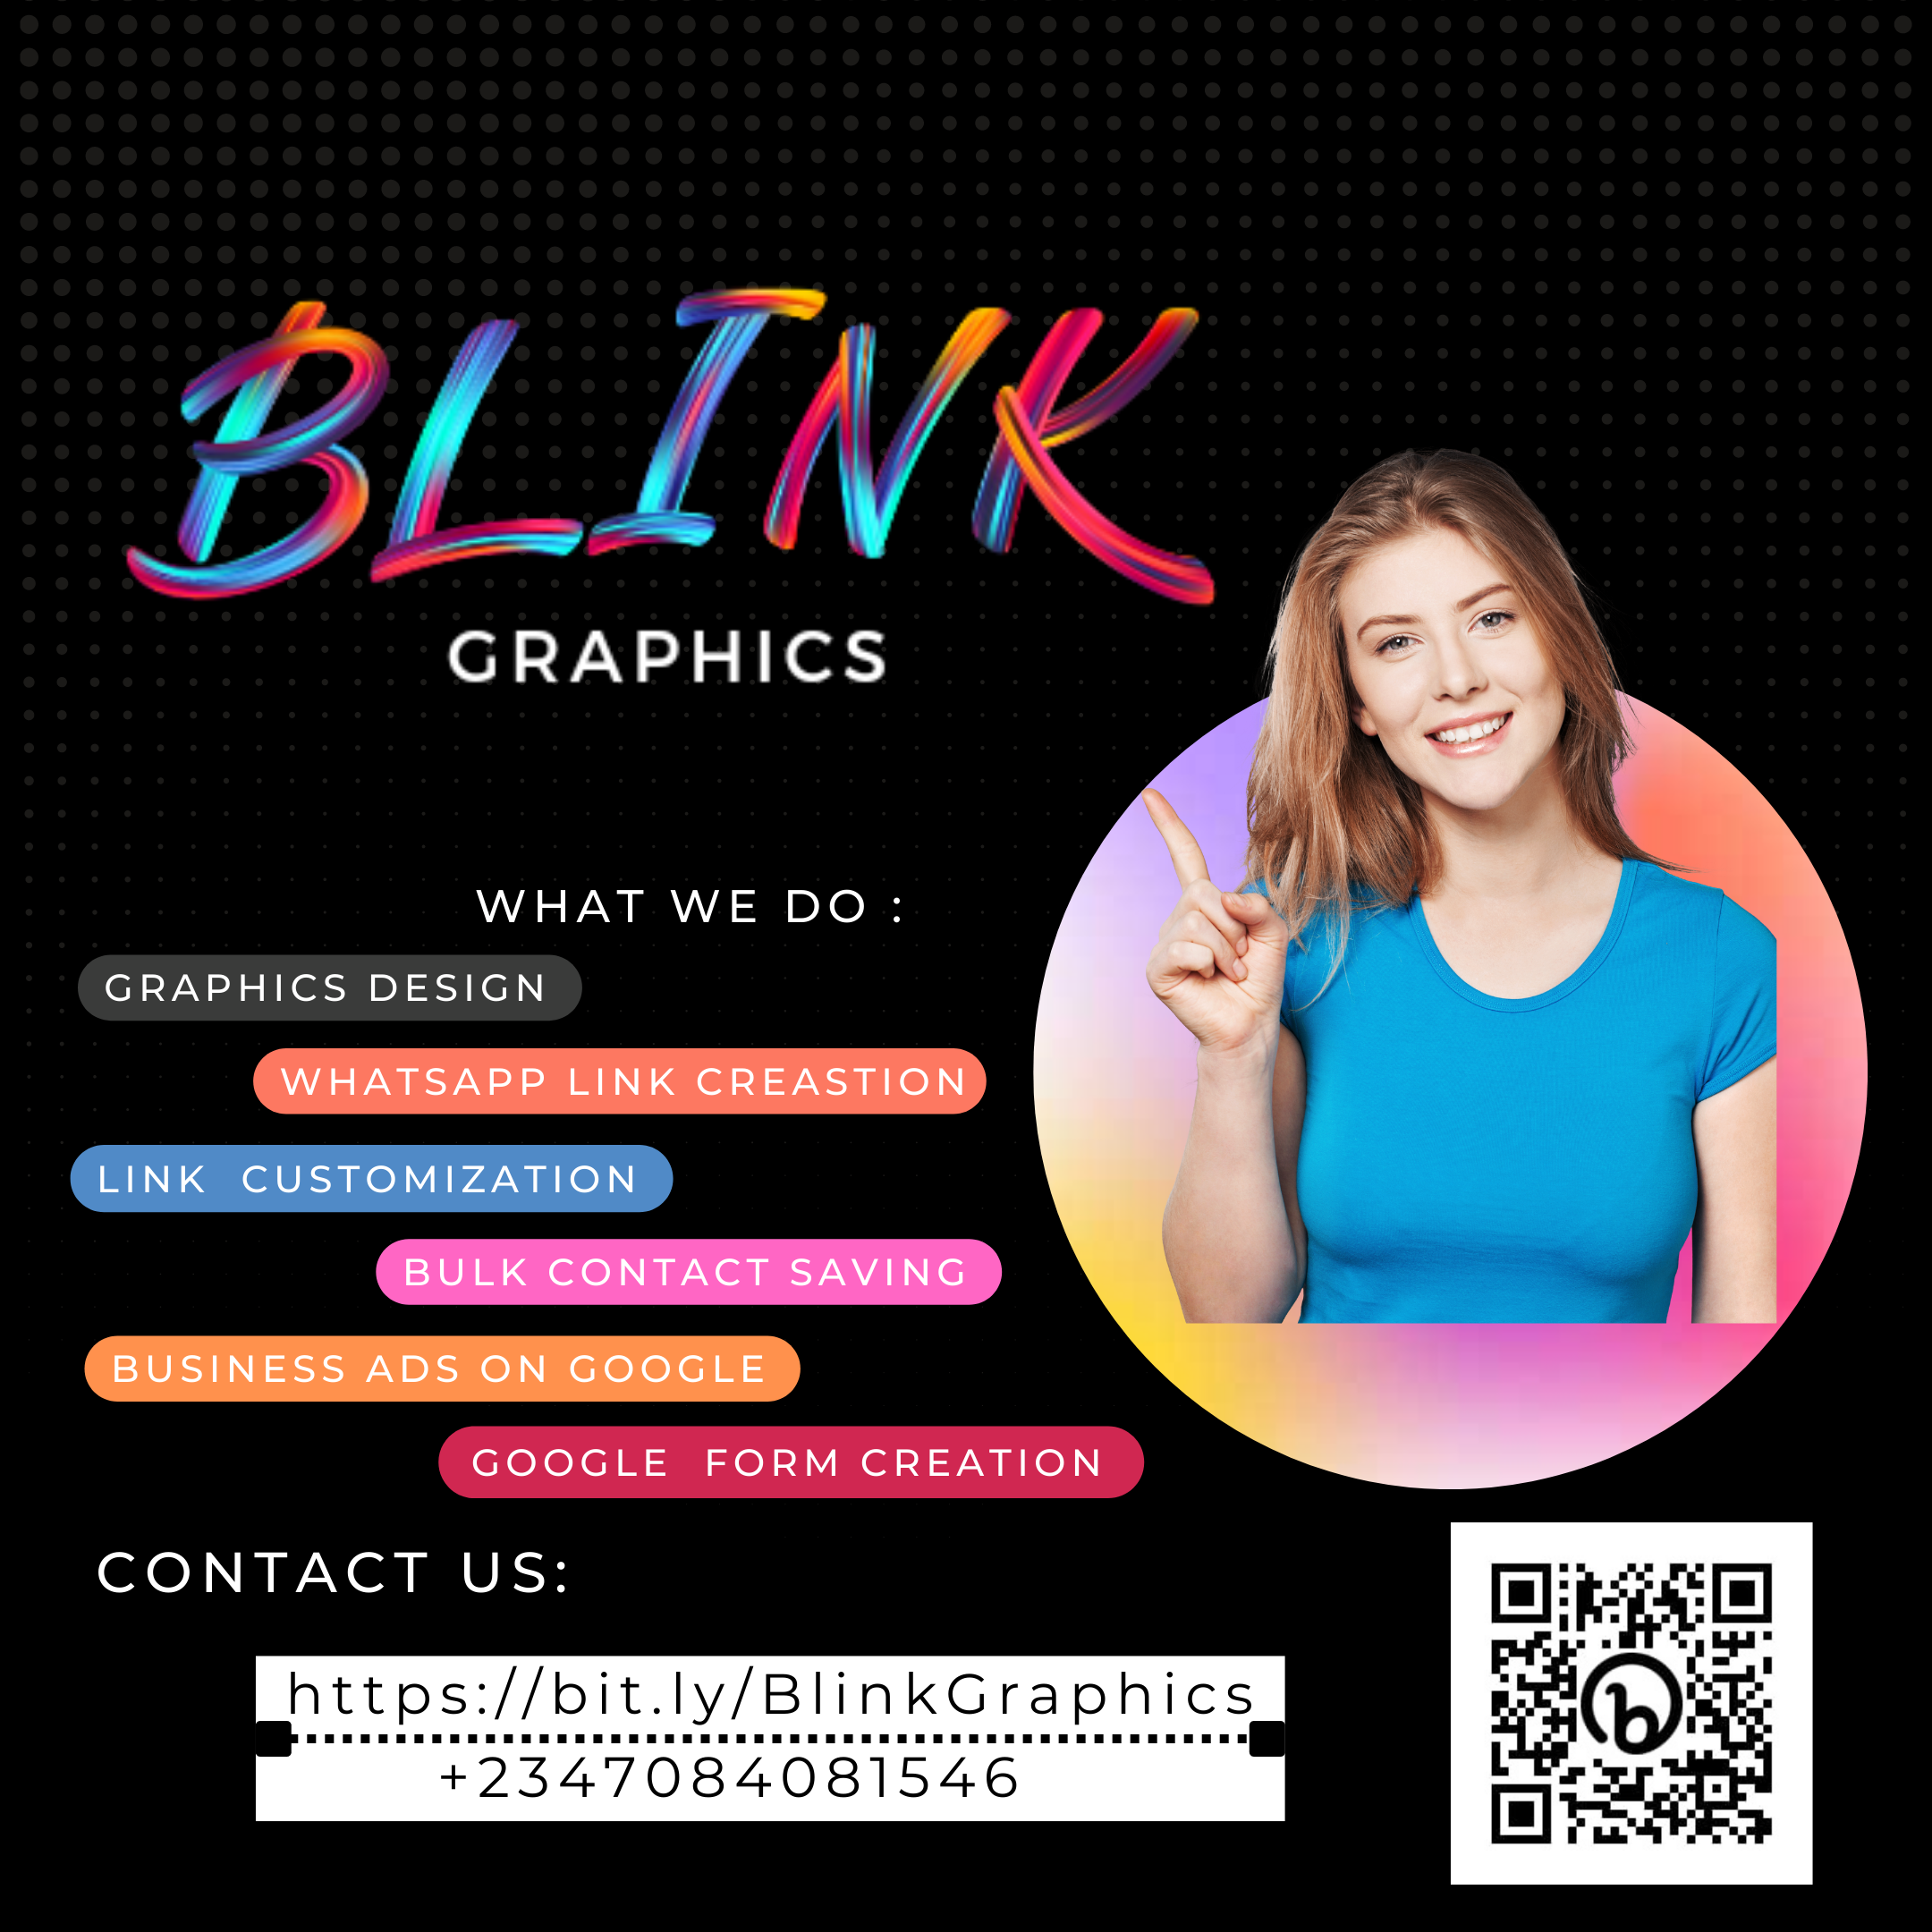 BLINK
GRAPHICS
WHAT WE DO :
GRAPHICS DESIGN
WHATSAPP LINK CREASTION
LINK CUSTOMIZATION
BULK CONTACT SAVING
BUSINESS ADS ON GOOGLE
GOOGLE FORM CREATION
CONTACT US:
https://bit.ly/BlinkGraphics
+2347084081546
b